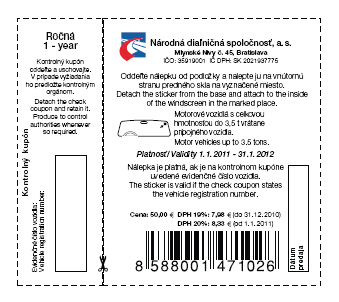 Ročná
1 - year
Kontrolný kupón
oddeľte a uschovajte.
V prípade vyžiadania
ho predložte kontrolným
orgánom.
Detach the check
coupon and retain it.
Produce to control
authorities whenever
so required.
Kontrolný kupón
Evidenčné číslo vozidla:
Vehicle registration number:
Národná diaľničná spoločnosť, a. s.
Mlynské Nivy č. 45, Bratislava
IČO: 35919001 IČ DPH: SK 2021937775
Oddeľte nálepku od podložky a nalepte ju na vnútornú
stranu predného skla na vyznačené miesto.
Detach the sticker from the base and attach to the inside
of the windscreen in the marked place.
Motorové vozidlá s celkovou
hmotnosťou do 3,5 t vrátane
prípojného vozidla.
Motor vehicles up to 3,5 tons.
Platnosť/ Validity 1.1. 2011 - 31.1. 2012
Nálepka je platná, ak je na kontrolnom kupóne
uvedené evidenčné číslo vozidla.
The sticker is valid if the check coupon states
the vehicle registration number.
Cena: 50,00 € DPH 19%: 7,98 € (do 31.12. 2010)
DPH 20%: 8,33 € (od 1.1. 2011)
8 588001 471026
Dátum
predaja